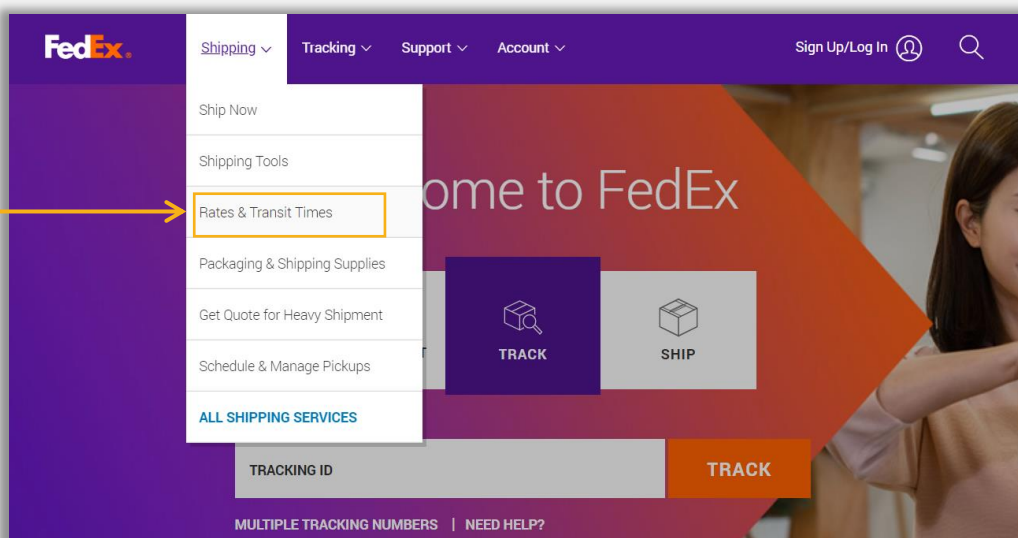 FedEx.
Shipping
Tracking
Support
Account
Sign Up/Log In
Ship Now
Shipping Tools
Rates & Transit Times
Packaging & Shipping Supplies
Get Quote for Heavy Shipment
Schedule & Manage Pickups
ALL SHIPPING SERVICES
ome to FedEx
T
TRACK
SHIP
TRACKING ID
TRACK
MULTIPLE TRACKING NUMBERS | NEED HELP?